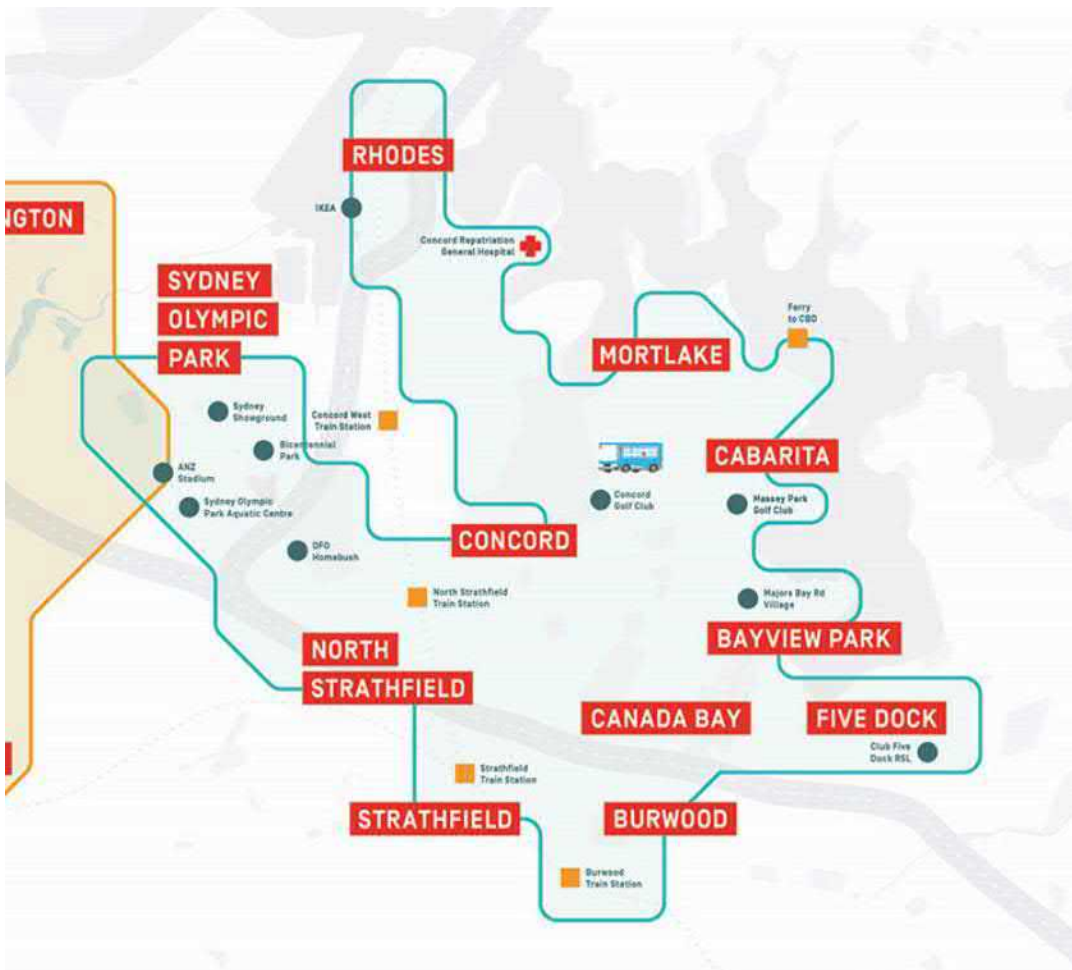 RHODES
IKEA
Concord Repatriation
General Hospital
NGTON
SYDNEY
OLYMPIC
PARK
Ferry
to CBD
MORTLAKE
Sydney
Showground
Concord West
Train Station
Bicentennial
Park
CABARITA
ANZ
Stadium
Concord
Golf Club
Massey Park
Golf Club
Sydney Olympic
Park Aquatic Centre
CONCORD
DFO
Homebush
North Strathfield
Train Station
Majors Bay Rd
Village
NORTH
STRATHFIELD
BAYVIEW PARK
CANADA BAY
FIVE DOCK
Club Five
Dock RSL
Strathfield
Train Station
STRATHFIELD
BURWOOD
Burwood
Train Station